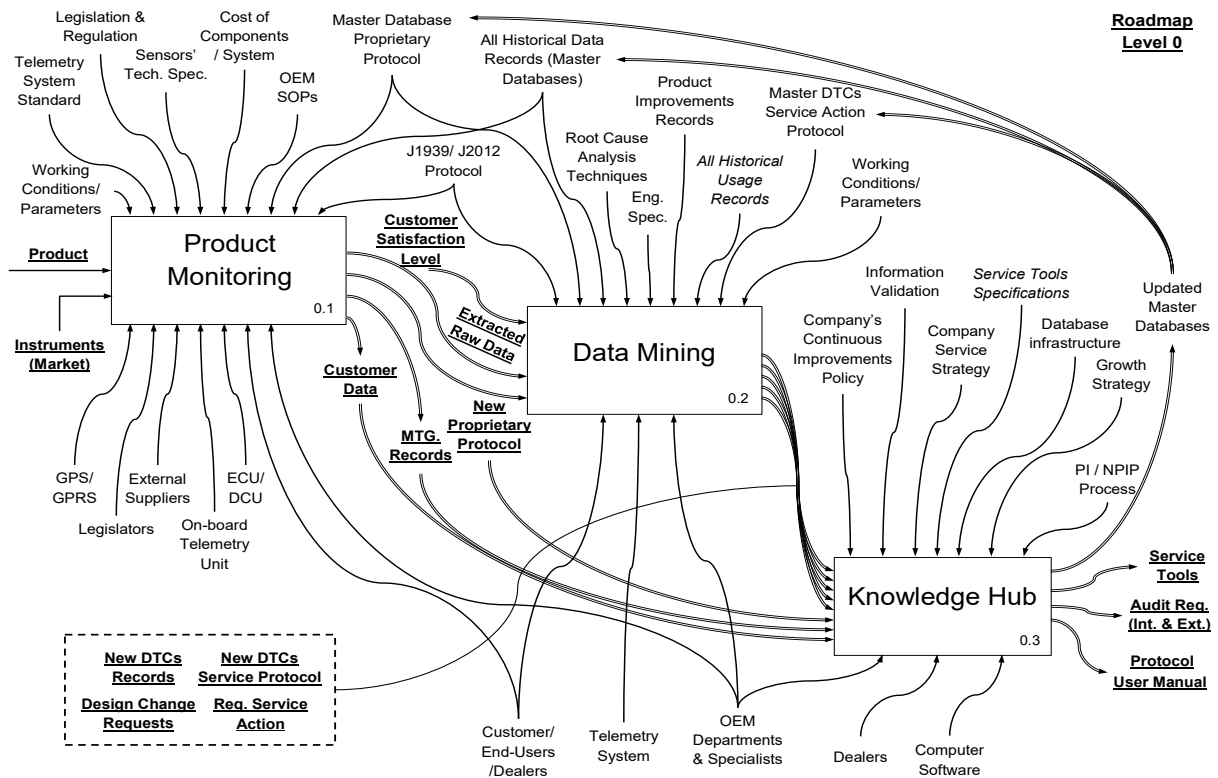 Roadmap
Level 0
Legislation &
Regulation
Telemetry
System
Standard
Sensors'
Tech. Spec.
Cost of
Components
/ System
OEM
SOPs
Master Database
Proprietary
Protocol
All Historical Data
Records (Master
Databases)
Working
Conditions/
Parameters
J1939/ J2012
Protocol
Root Cause
Analysis
Techniques
Eng.
Spec.
Product
Improvements
Records
All Historical
Usage
Records
Master DTCs
Service Action
Protocol
Working
Conditions/
Parameters
Product
Instruments
(Market)
Product
Monitoring
0.1
Customer
Satisfaction
Level
Extracted
Raw Data
Customer
Data
MTG.
Records
New
Proprietary
Protocol
Data Mining
0.2
Information
Validation
Company's
Continuous
Improvements
Policy
Company
Service
Strategy
Service Tools
Specifications
Database
infrastructure
Growth
Strategy
Updated
Master
Databases
PI / NPIP
Process
GPS/
GPRS
Legislators
External
Suppliers
On-board
Telemetry
Unit
ECU/
DCU
Knowledge Hub
0.3
Service
Tools
Audit Req.
(Int. & Ext.)
Protocol
User Manual
New DTCs
Records
New DTCs
Service Protocol
Design Change
Requests
Req. Service
Action
Customer/
End-Users
/Dealers
Telemetry
System
OEM
Departments
& Specialists
Dealers
Computer
Software